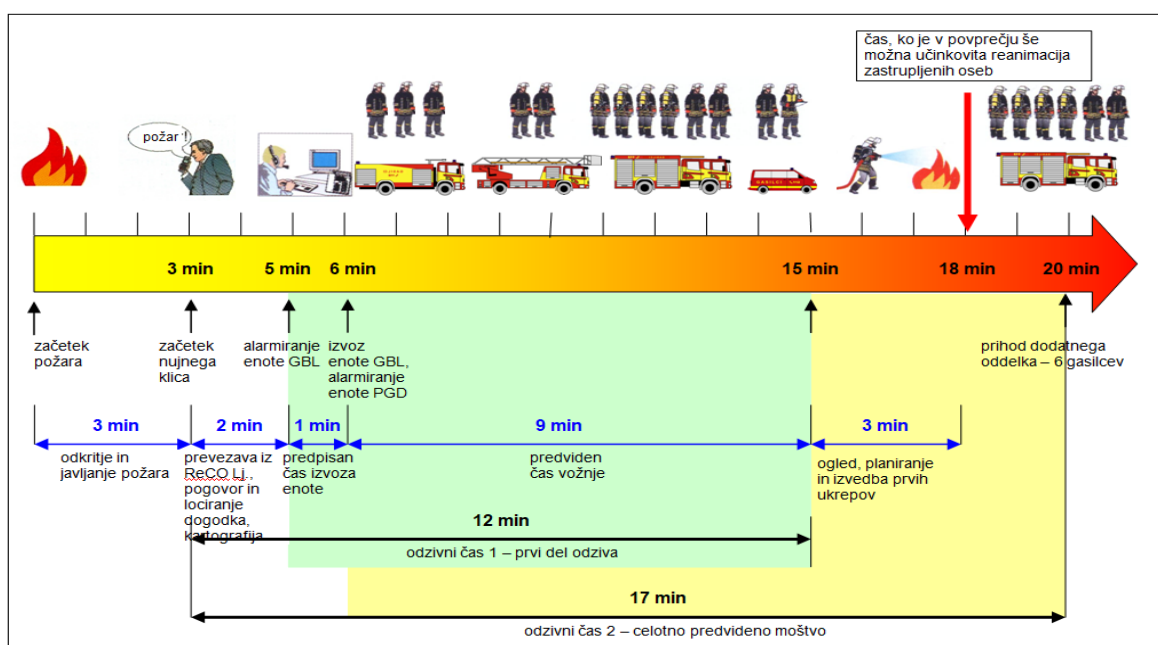 čas, ko je v povprečju še
možna učinkovita reanimacija
zastrupljenih oseb
požar !
3 min
5 min
6 min
15 min
18 min
20 min
začetek
požara
začetek
nujnega
klica
alarmiranje
enote GBL
izvoz
enote GBL,
alarmiranje
enote PGD
prihod dodatnega
oddelka – 6 gasilcev
3 min
2 min
1 min
9 min
3 min
odkritje in
javljanje požara
prevezava iz
ReCO Lj.,
pogovor in
lociranje
dogodka,
kartografija
predpisan
čas izvoza
enote
predviden
čas vožnje
ogled, planiranje
in izvedba prvih
ukrepov
12 min
odzivni čas 1 – prvi del odziva
17 min
odzivni čas 2 – celotno predvideno moštvo